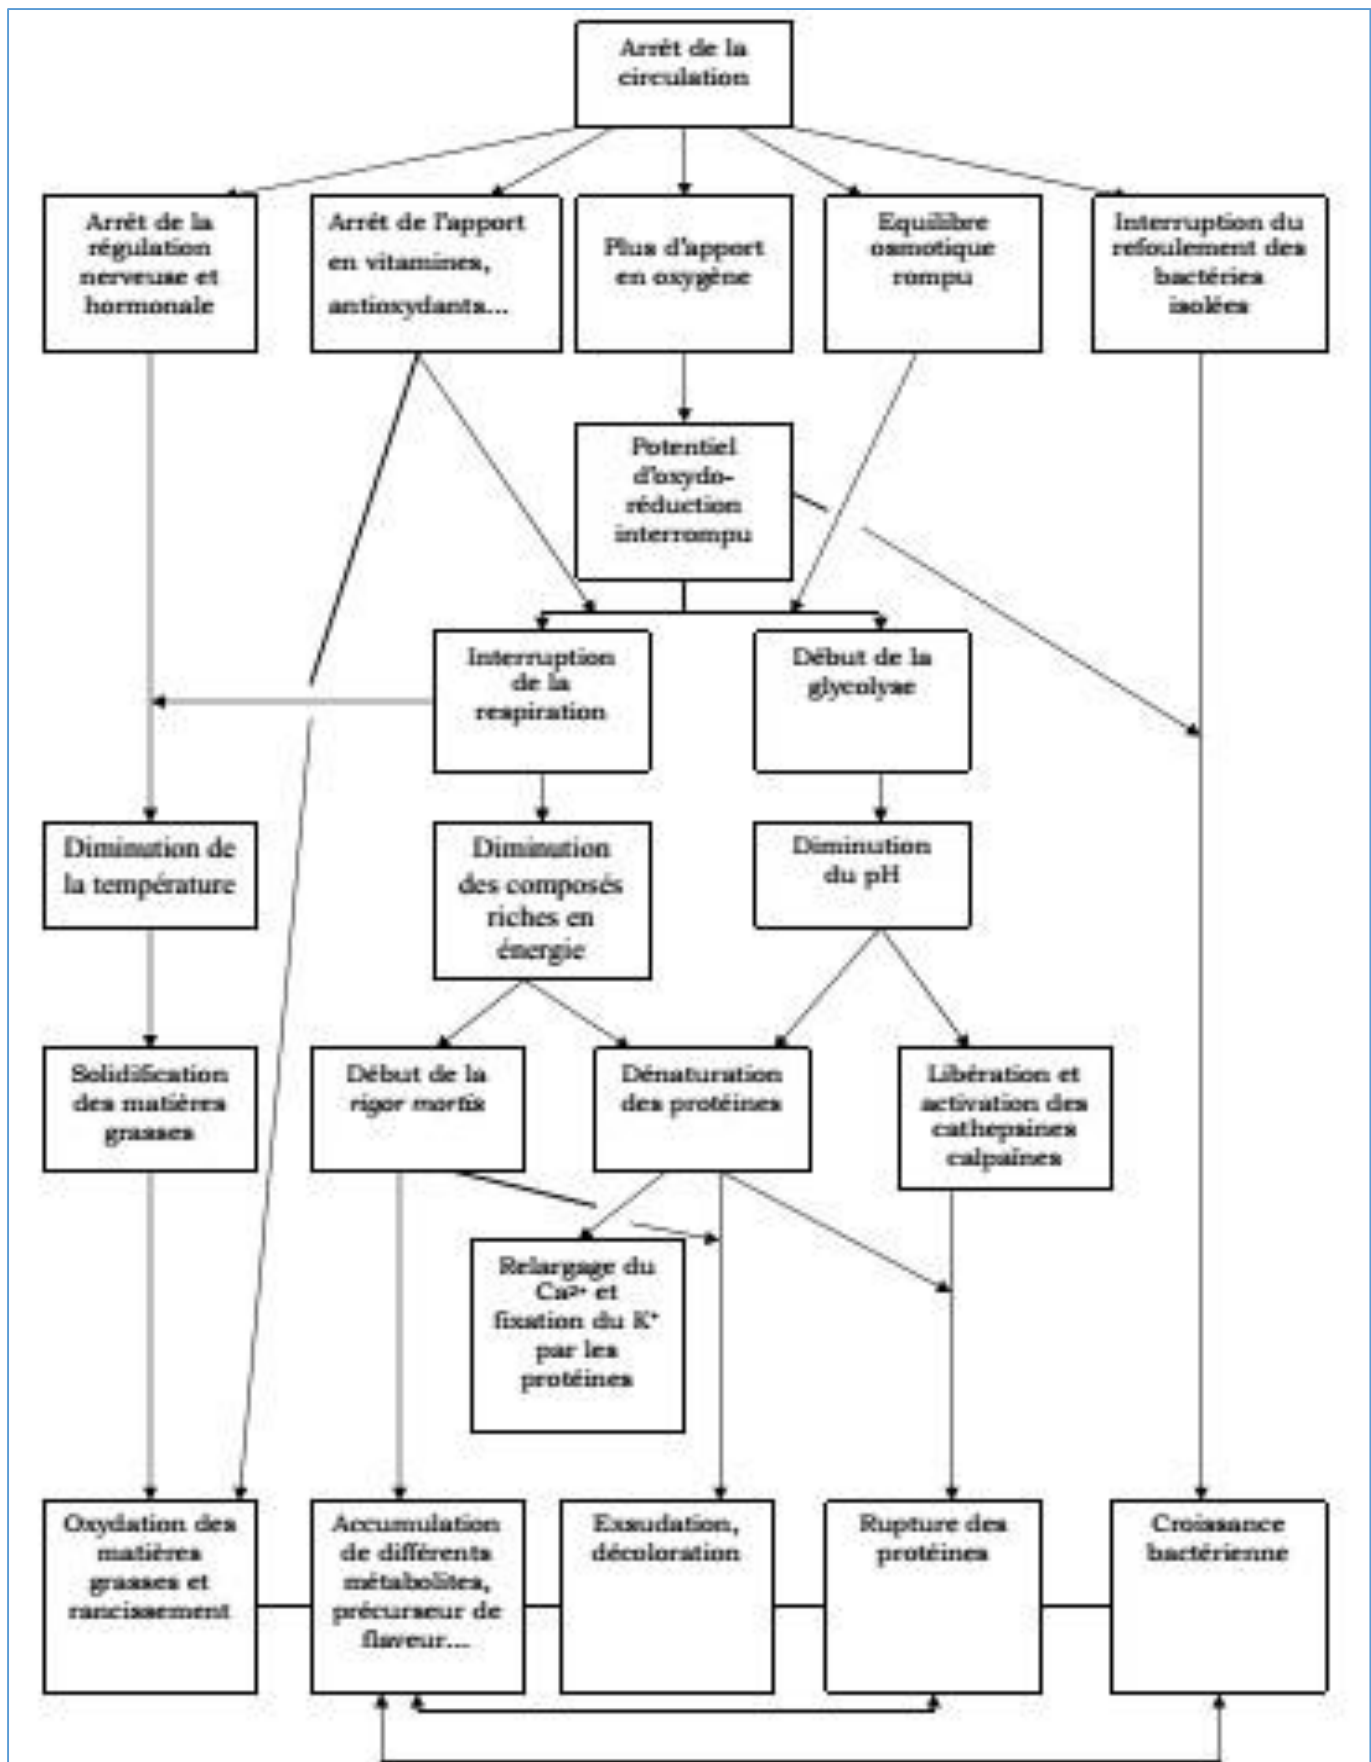 Arrêt de la
circulation
Arrêt de la
régulation
nerveuse et
hormonale
Arrêt de l'apport
en vitamines,
antioxydants...
Plus d'apport
en oxygène
Equilibre
osmotique
rompu
Interruption du
refoulement des
bactéries
isolées
Potentiel
d'oxydo-
réduction
interrompu
Interruption
de la
respiration
Début de la
glycolyse
Diminution de
la température
Diminution
des composés
riches en
énergie
Diminution
du pH
Solidification
des matières
grasses
Début de la
rigor mortis
Dénaturation
des protéines
Libération et
activation des
cathepsines
calpaïnes
Relargage du
Ca²⁺ et
fixation du K⁺
par les
protéines
Oxydation des
matières
grasses et
rancissement
Accumulation
de différents
métabolites,
précurseur de
flaveur...
Exsudation,
décoloration
Rupture des
protéines
Croissance
bactérienne